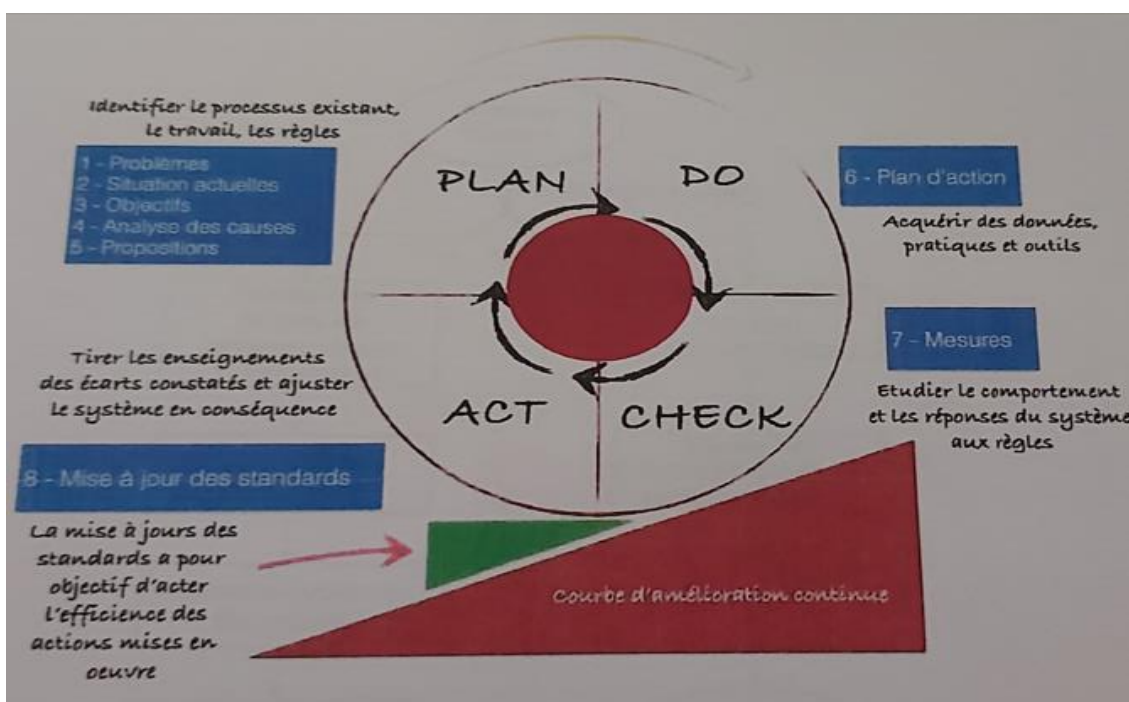 Identifier le processus existant,
le travail, les règles
1 - Problèmes
2 - Situation actuelles
3 - Objectifs
4 - Analyse des causes
5 - Propositions
PLAN
DO
6 - Plan d'action
Acquérir des données,
pratiques et outils
7 - Mesures
Etudier le comportement
et les réponses du système
aux règles
CHECK
ACT
Tirer les enseignements
des écarts constatés et ajuster
le système en conséquence
8 - Mise à jour des standards
La mise à jours des
standards a pour
objectif d'acter
l'efficience des
actions mises en
oeuvre
Courbe d'amélioration continue